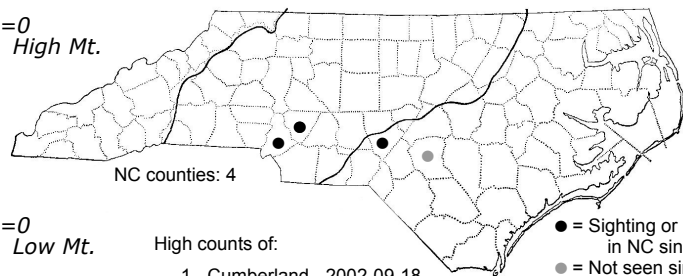 =0
High Mt.
NC counties: 4
=0
Low Mt.
High counts of:
1 - Cumberland - 2002-09-18
● = Sighting or
in NC sin
● = Not seen sin